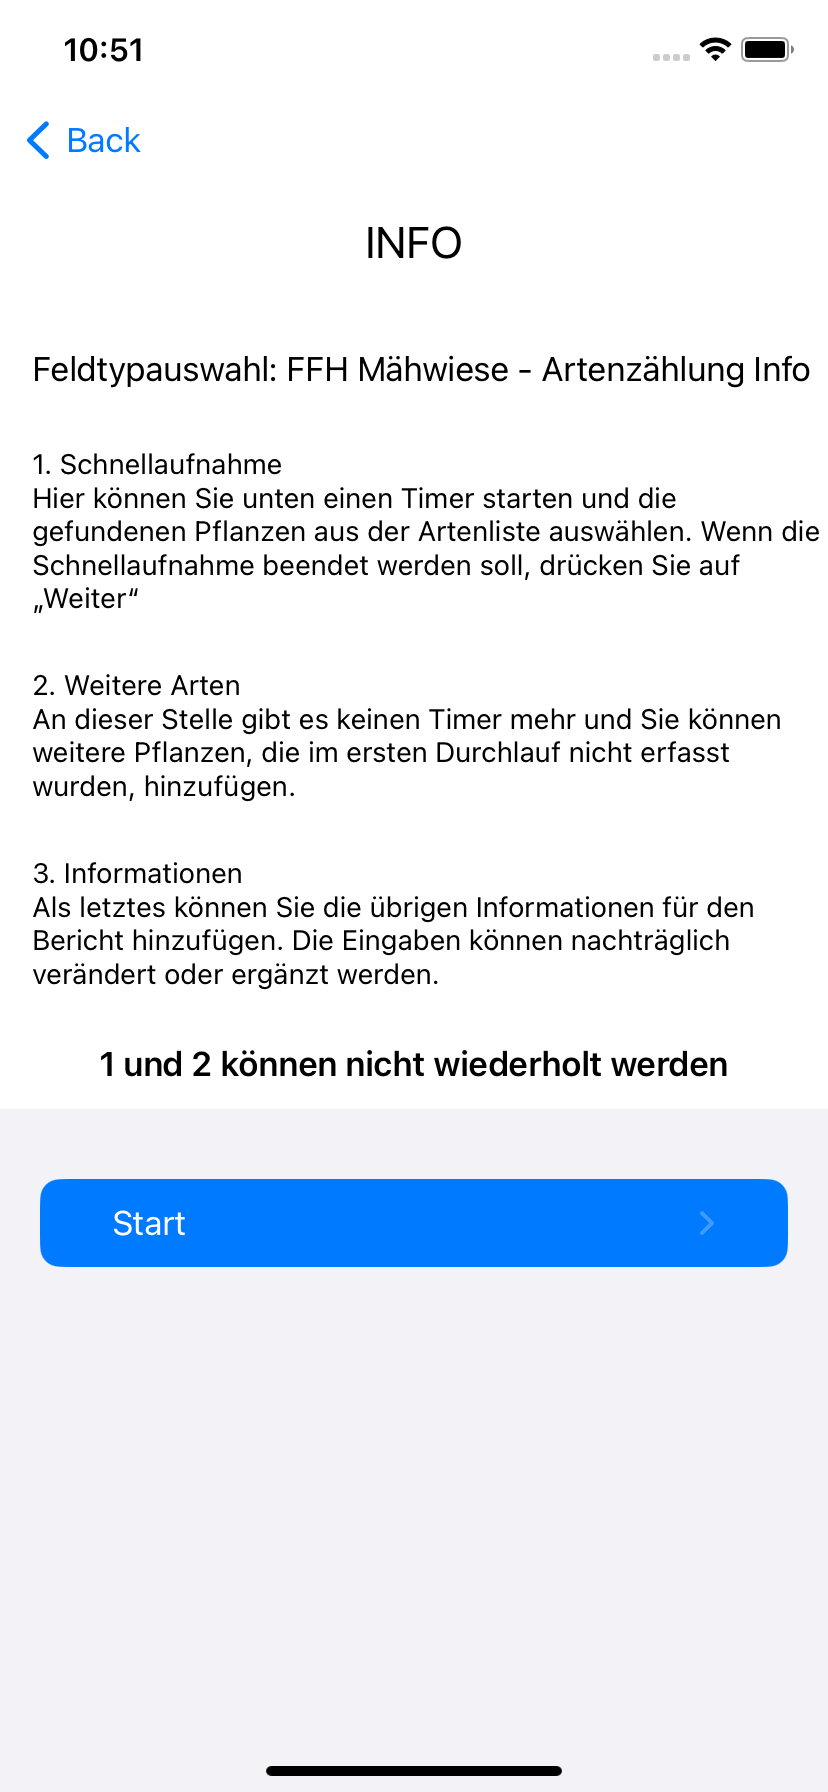 10:51
Back
INFO
Feldtypauswahl: FFH Mähwiese - Artenzählung Info
1. Schnellaufnahme
Hier können Sie unten einen Timer starten und die
gefundenen Pflanzen aus der Artenliste auswählen. Wenn die
Schnellaufnahme beendet werden soll, drücken Sie auf
„Weiter“
2. Weitere Arten
An dieser Stelle gibt es keinen Timer mehr und Sie können
weitere Pflanzen, die im ersten Durchlauf nicht erfasst
wurden, hinzufügen.
3. Informationen
Als letztes können Sie die übrigen Informationen für den
Bericht hinzufügen. Die Eingaben können nachträglich
verändert oder ergänzt werden.
1 und 2 können nicht wiederholt werden
Start